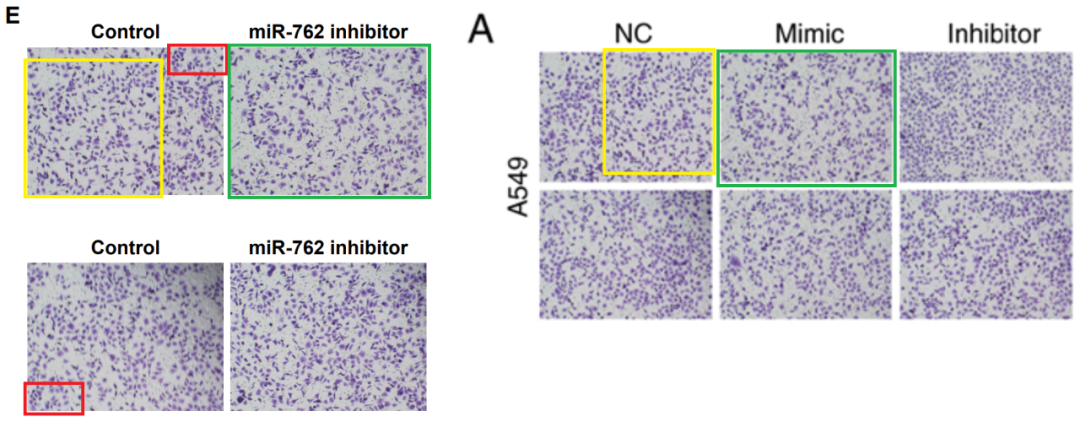 E
Control miR-762 inhibitor
Control miR-762 inhibitor
A
NC Mimic Inhibitor
A549